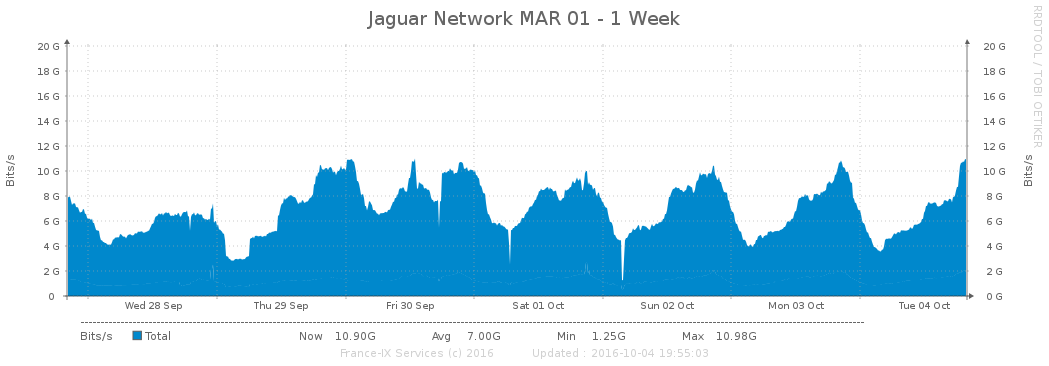 Jaguar Network MAR 01 - 1 Week
RRDTOOL / TOBI OETIKER
20 G 20 G
18 G 18 G
16 G 16 G
14 G 14 G
12 G 12 G
10 G 10 G
8 G 8 G
6 G 6 G
4 G 4 G
2 G 2 G
0 0 G
Bits/s
Bits/s
Wed 28 Sep Thu 29 Sep Fri 30 Sep Sat 01 Oct Sun 02 Oct Mon 03 Oct Tue 04 Oct
Bits/s Total Now 10.90G Avg 7.00G Min 1.25G Max 10.98G
France-IX Services (c) 2016 Updated : 2016-10-04 19:55:03